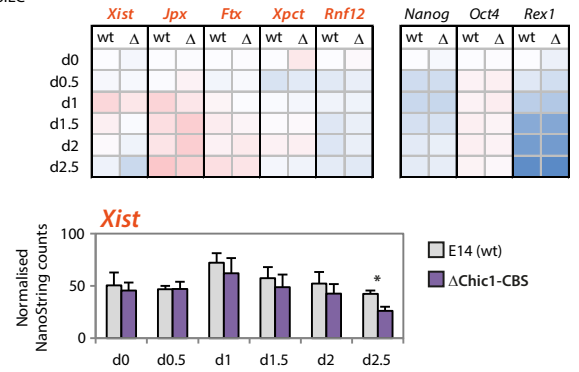 Xist Jpx Ftx Xpct Rnf12 Nanog Oct4 Rex1
wt Δ wt Δ wt Δ wt Δ wt Δ wt Δ wt Δ wt Δ
d0
d0.5
d1
d1.5
d2
d2.5
Xist
Normalised
NanoString counts
100
50
0
*
d0 d0.5 d1 d1.5 d2 d2.5
E14 (wt)
ΔChic1-CBS